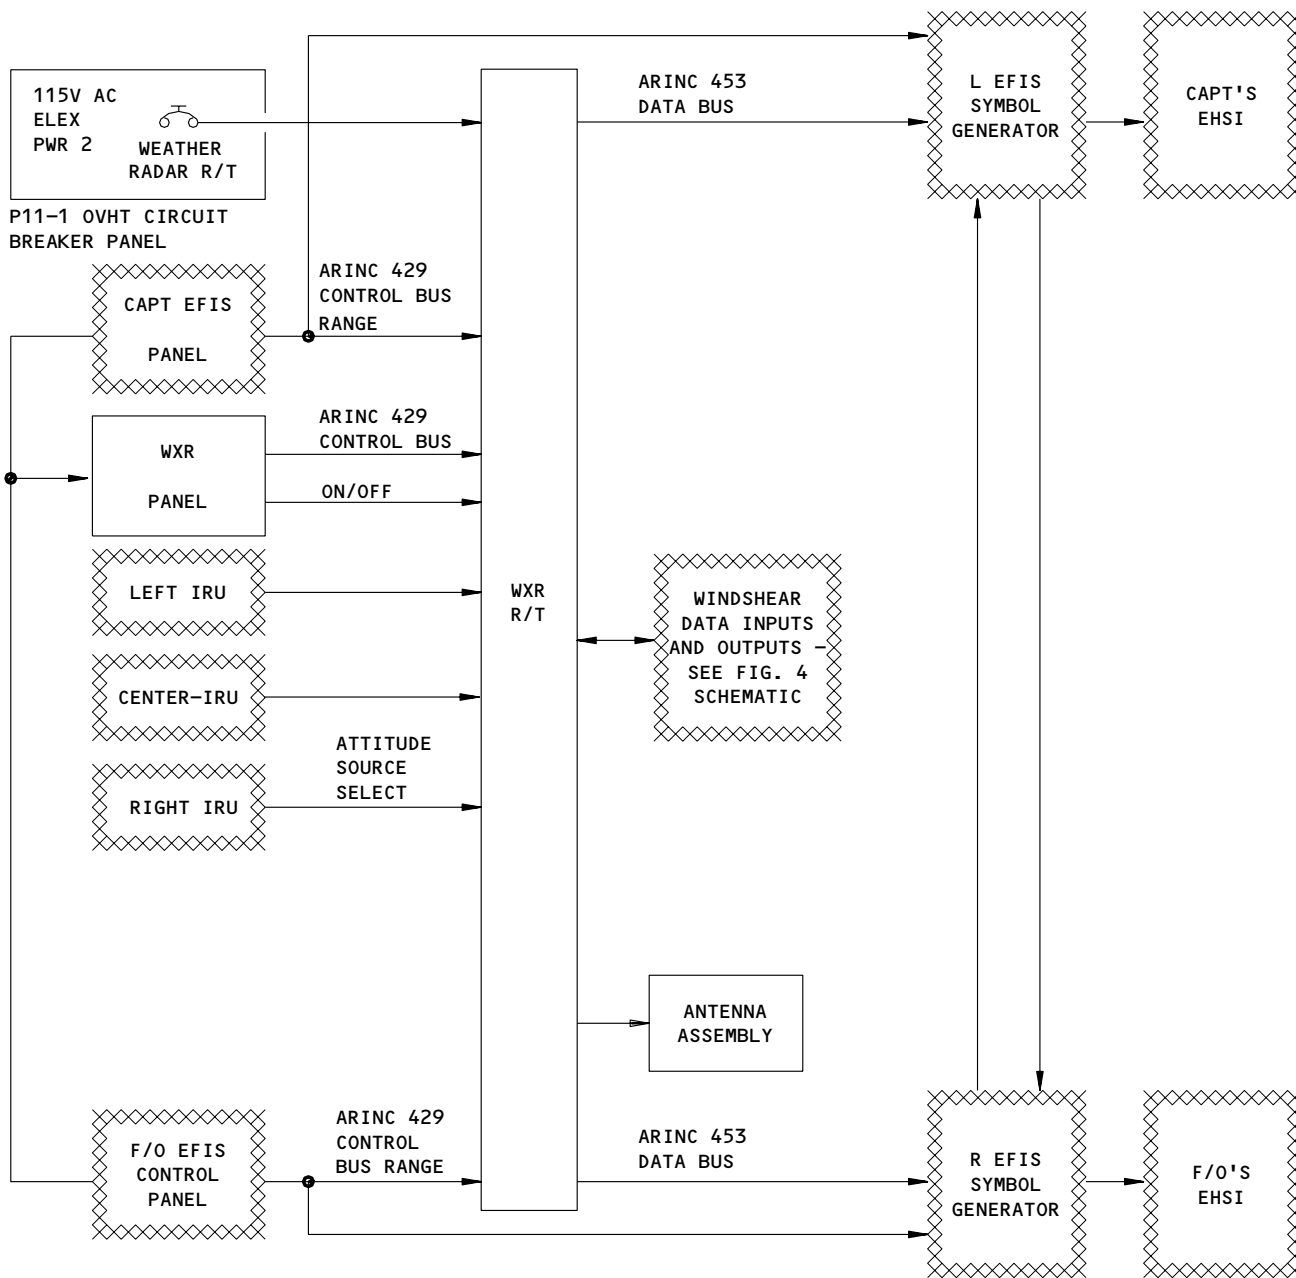 115V AC
ELEX
PWR 2
WEATHER
RADAR R/T
P11-1 OVHT CIRCUIT
BREAKER PANEL
CAPT EFIS
PANEL
ARINC 429
CONTROL BUS
RANGE
WXR
PANEL
ARINC 429
CONTROL BUS
ON/OFF
LEFT IRU
CENTER-IRU
RIGHT IRU
ATTITUDE
SOURCE
SELECT
F/O EFIS
CONTROL
PANEL
ARINC 429
CONTROL
BUS RANGE
WXR
R/T
ARINC 453
DATA BUS
L EFIS
SYMBOL
GENERATOR
CAPT'S
EHSI
WINDSHEAR
DATA INPUTS
AND OUTPUTS -
SEE FIG. 4
SCHEMATIC
ANTENNA
ASSEMBLY
ARINC 453
DATA BUS
R EFIS
SYMBOL
GENERATOR
F/O'S
EHSI